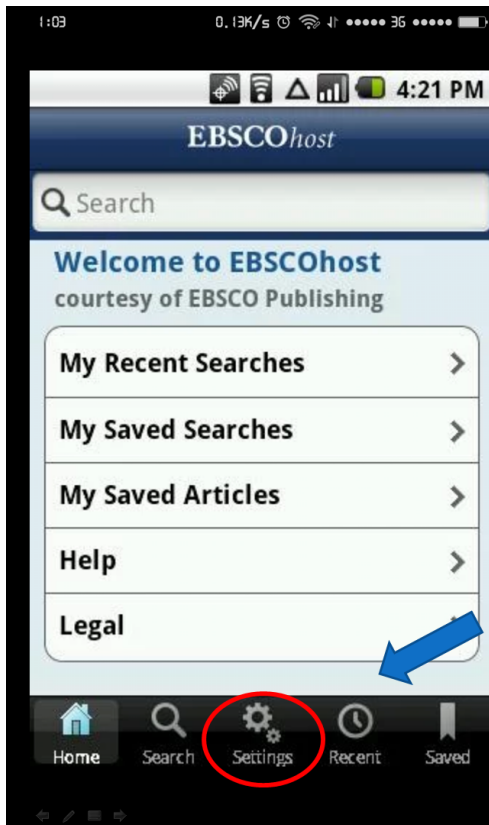 1:03 0.13K/s 3G
4:21 PM
EBSCOhost
Search
Welcome to EBSCOhost
courtesy of EBSCO Publishing
My Recent Searches
My Saved Searches
My Saved Articles
Help
Legal
Home Search Settings Recent Saved